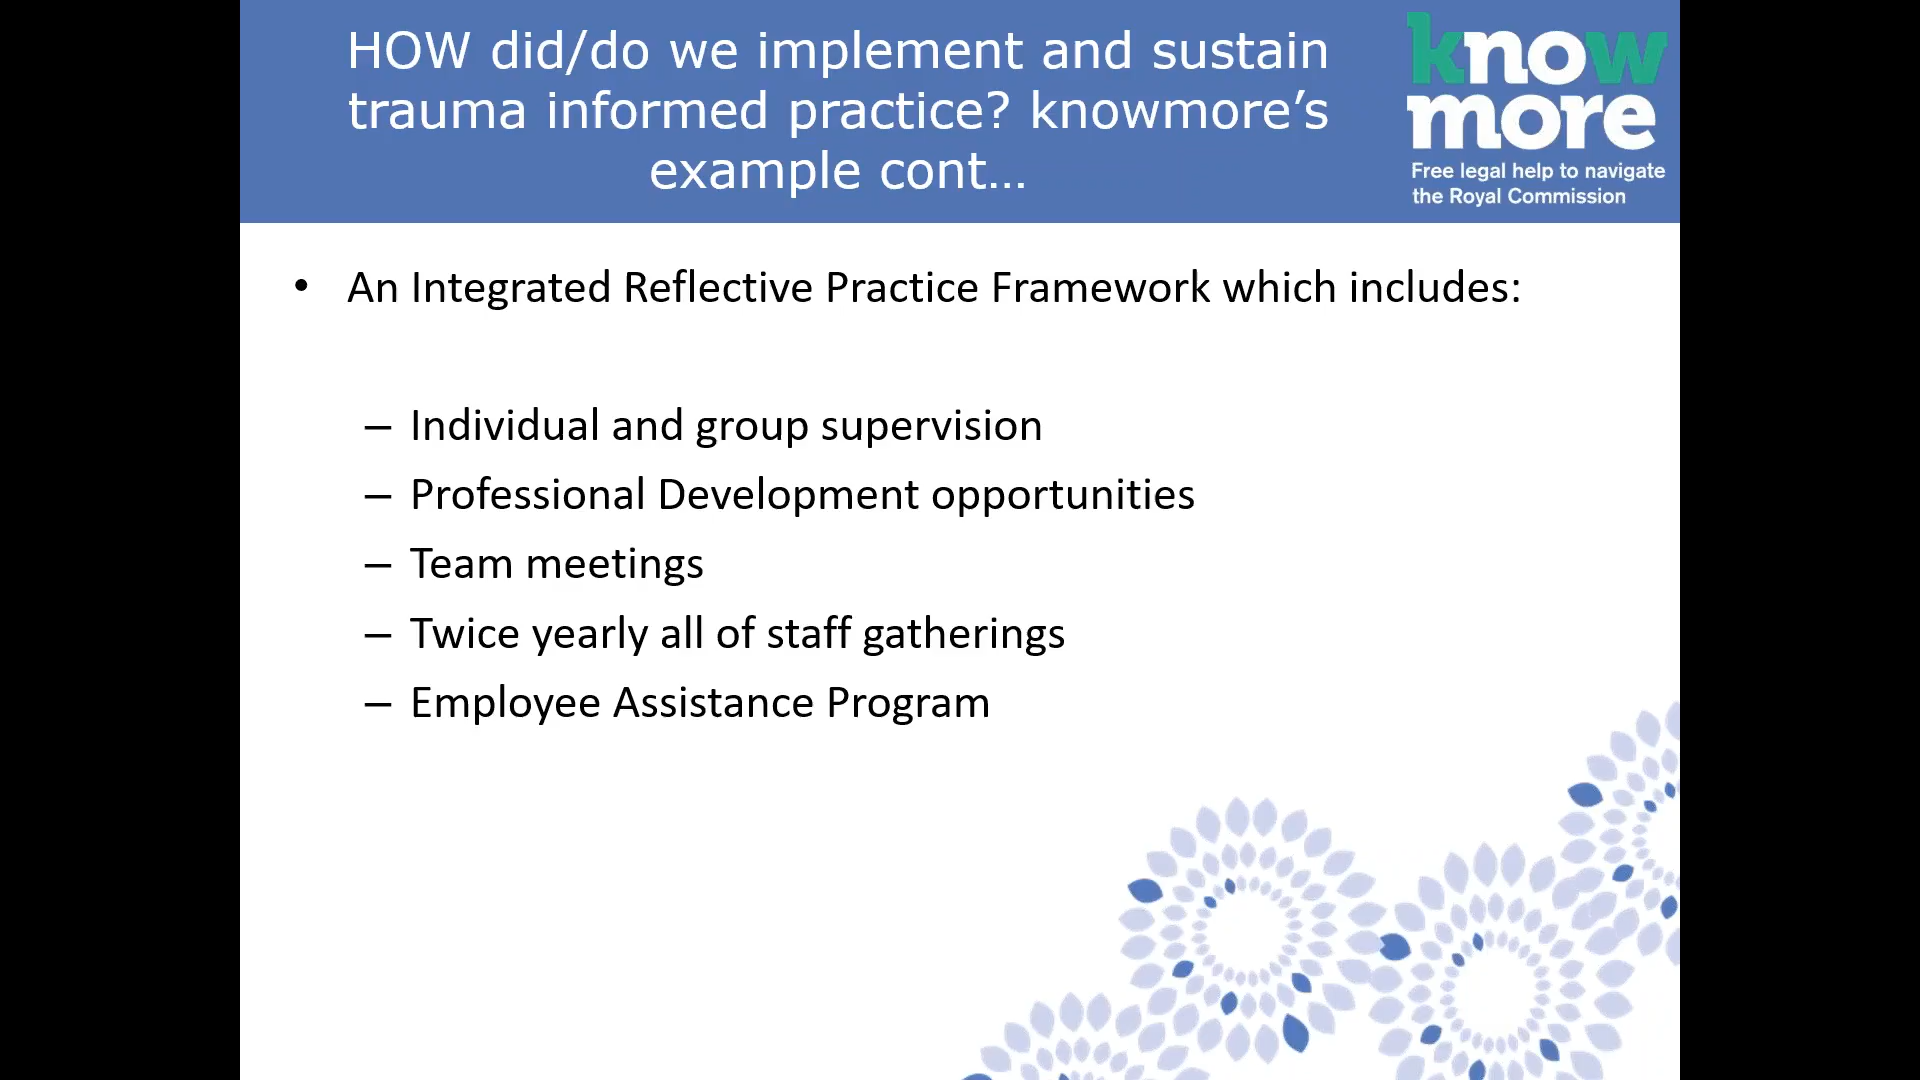 HOW did/do we implement and sustain
trauma informed practice? knowmore’s
example cont…
know
more
Free legal help to navigate
the Royal Commission
• An Integrated Reflective Practice Framework which includes:
– Individual and group supervision
– Professional Development opportunities
– Team meetings
– Twice yearly all of staff gatherings
– Employee Assistance Program